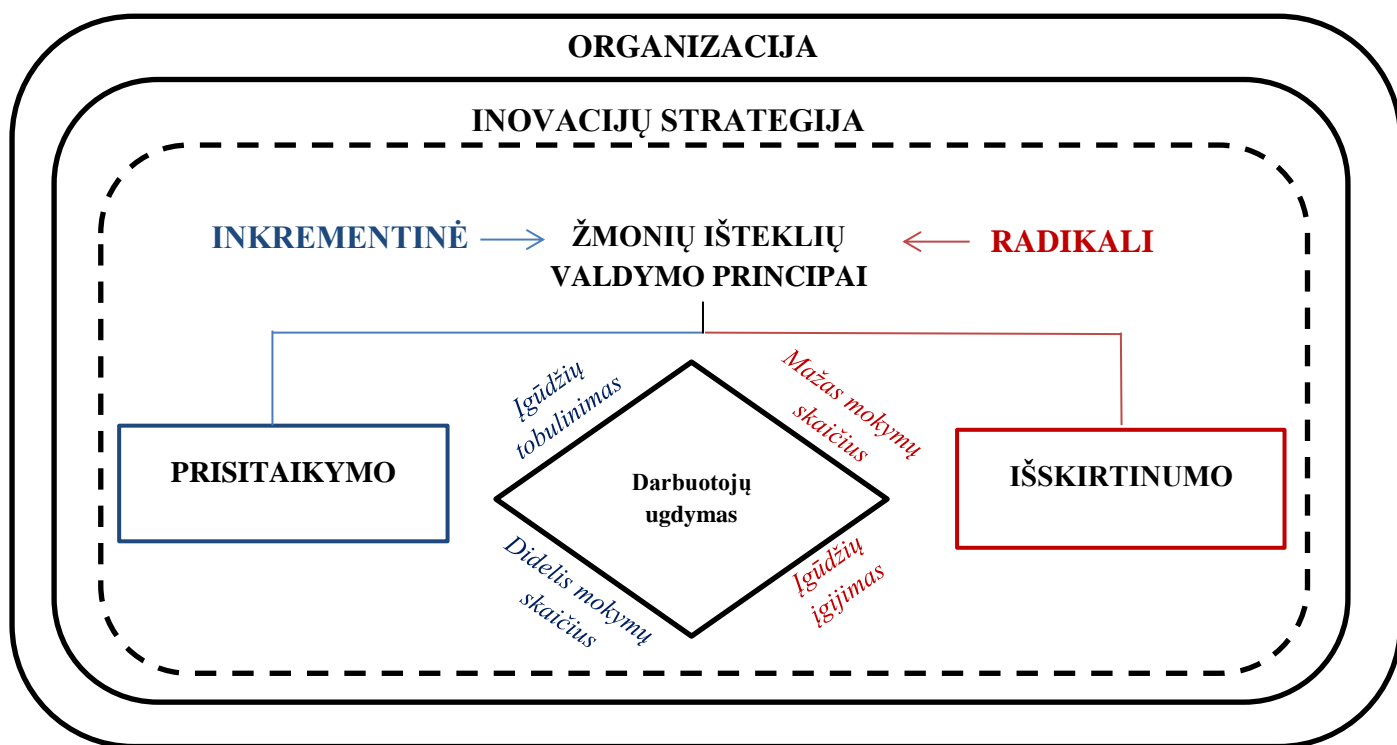 ORGANIZACIJA
INOVACIJŲ STRATEGIJA
INKREMENTINĖ
ŽMONIŲ IŠTEKLIŲ
VALDYMO PRINCIPAI
RADIKALI
Įgūdžių
tobulinimas
Mažas mokymų
skaičius
PRISITAIKYMO
Darbuotojų
ugdymas
IŠSKIRTINUMO
Didelis mokymų
skaičius
Įgūdžių
įgijimas